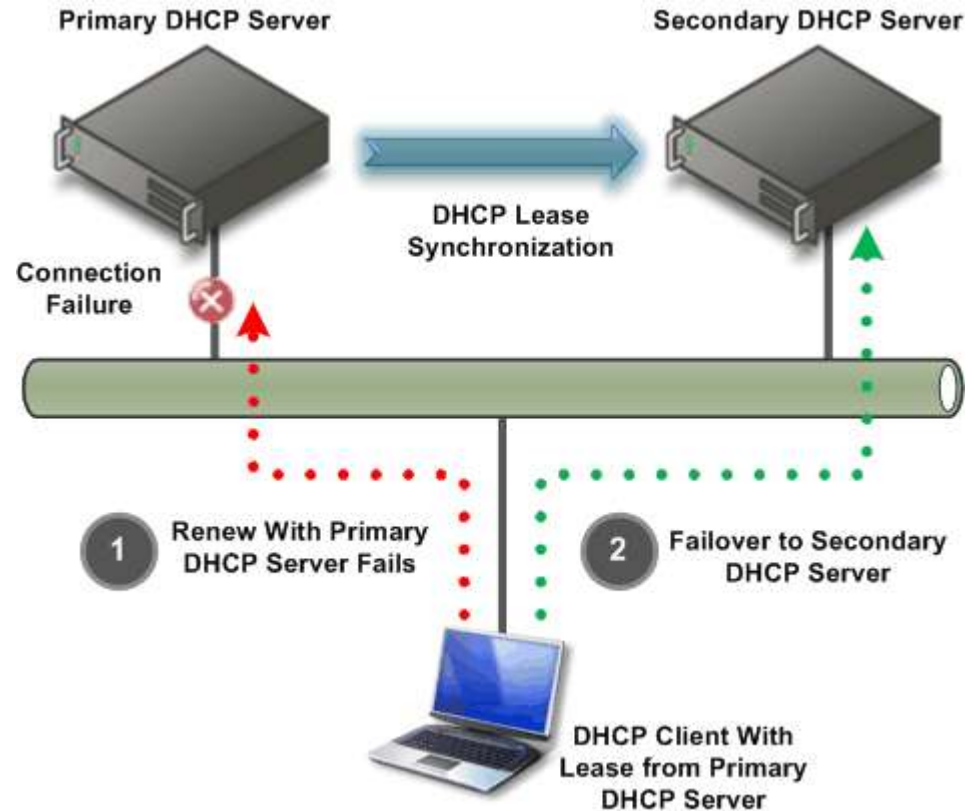 Primary DHCP Server
Secondary DHCP Server
DHCP Lease
Synchronization
Connection
Failure
1
Renew With Primary
DHCP Server Fails
2
Failover to Secondary
DHCP Server
DHCP Client With
Lease from Primary
DHCP Server